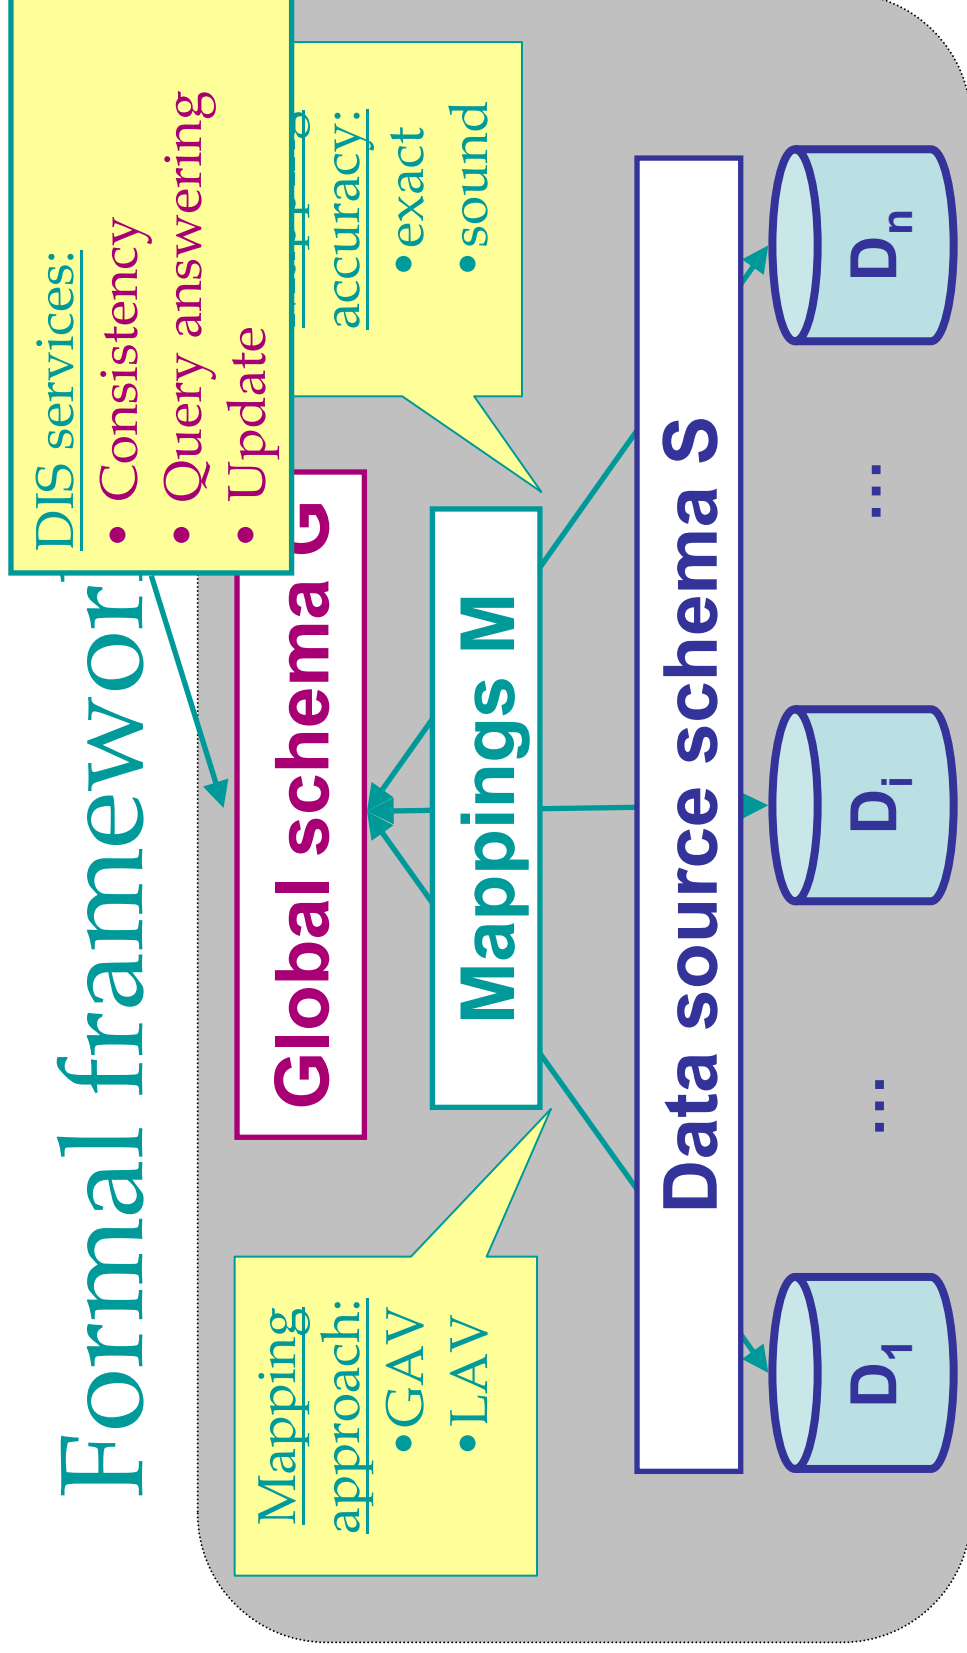 Formal framewor
DIS services:
• Consistency
• Query answering
• Update
Global schema G
accuracy:
•exact
•sound
Mapping
approach:
•GAV
•LAV
Mappings M
Data source schema S
D1
...
Di
...
Dn